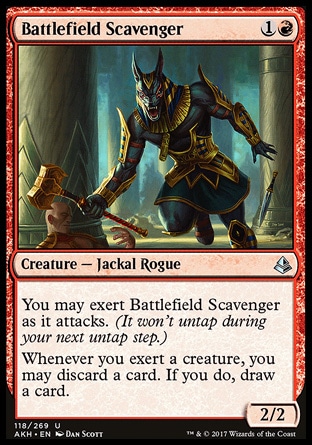 Battlefield Scavenger 1
Creature — Jackal Rogue
You may exert Battlefield Scavenger
as it attacks. (It won't untap during
your next untap step.)
Whenever you exert a creature, you
may discard a card. If you do, draw
a card.
2/2
118/269 U
AKH • EN Dan Scott
™ & © 2017 Wizards of the Coast